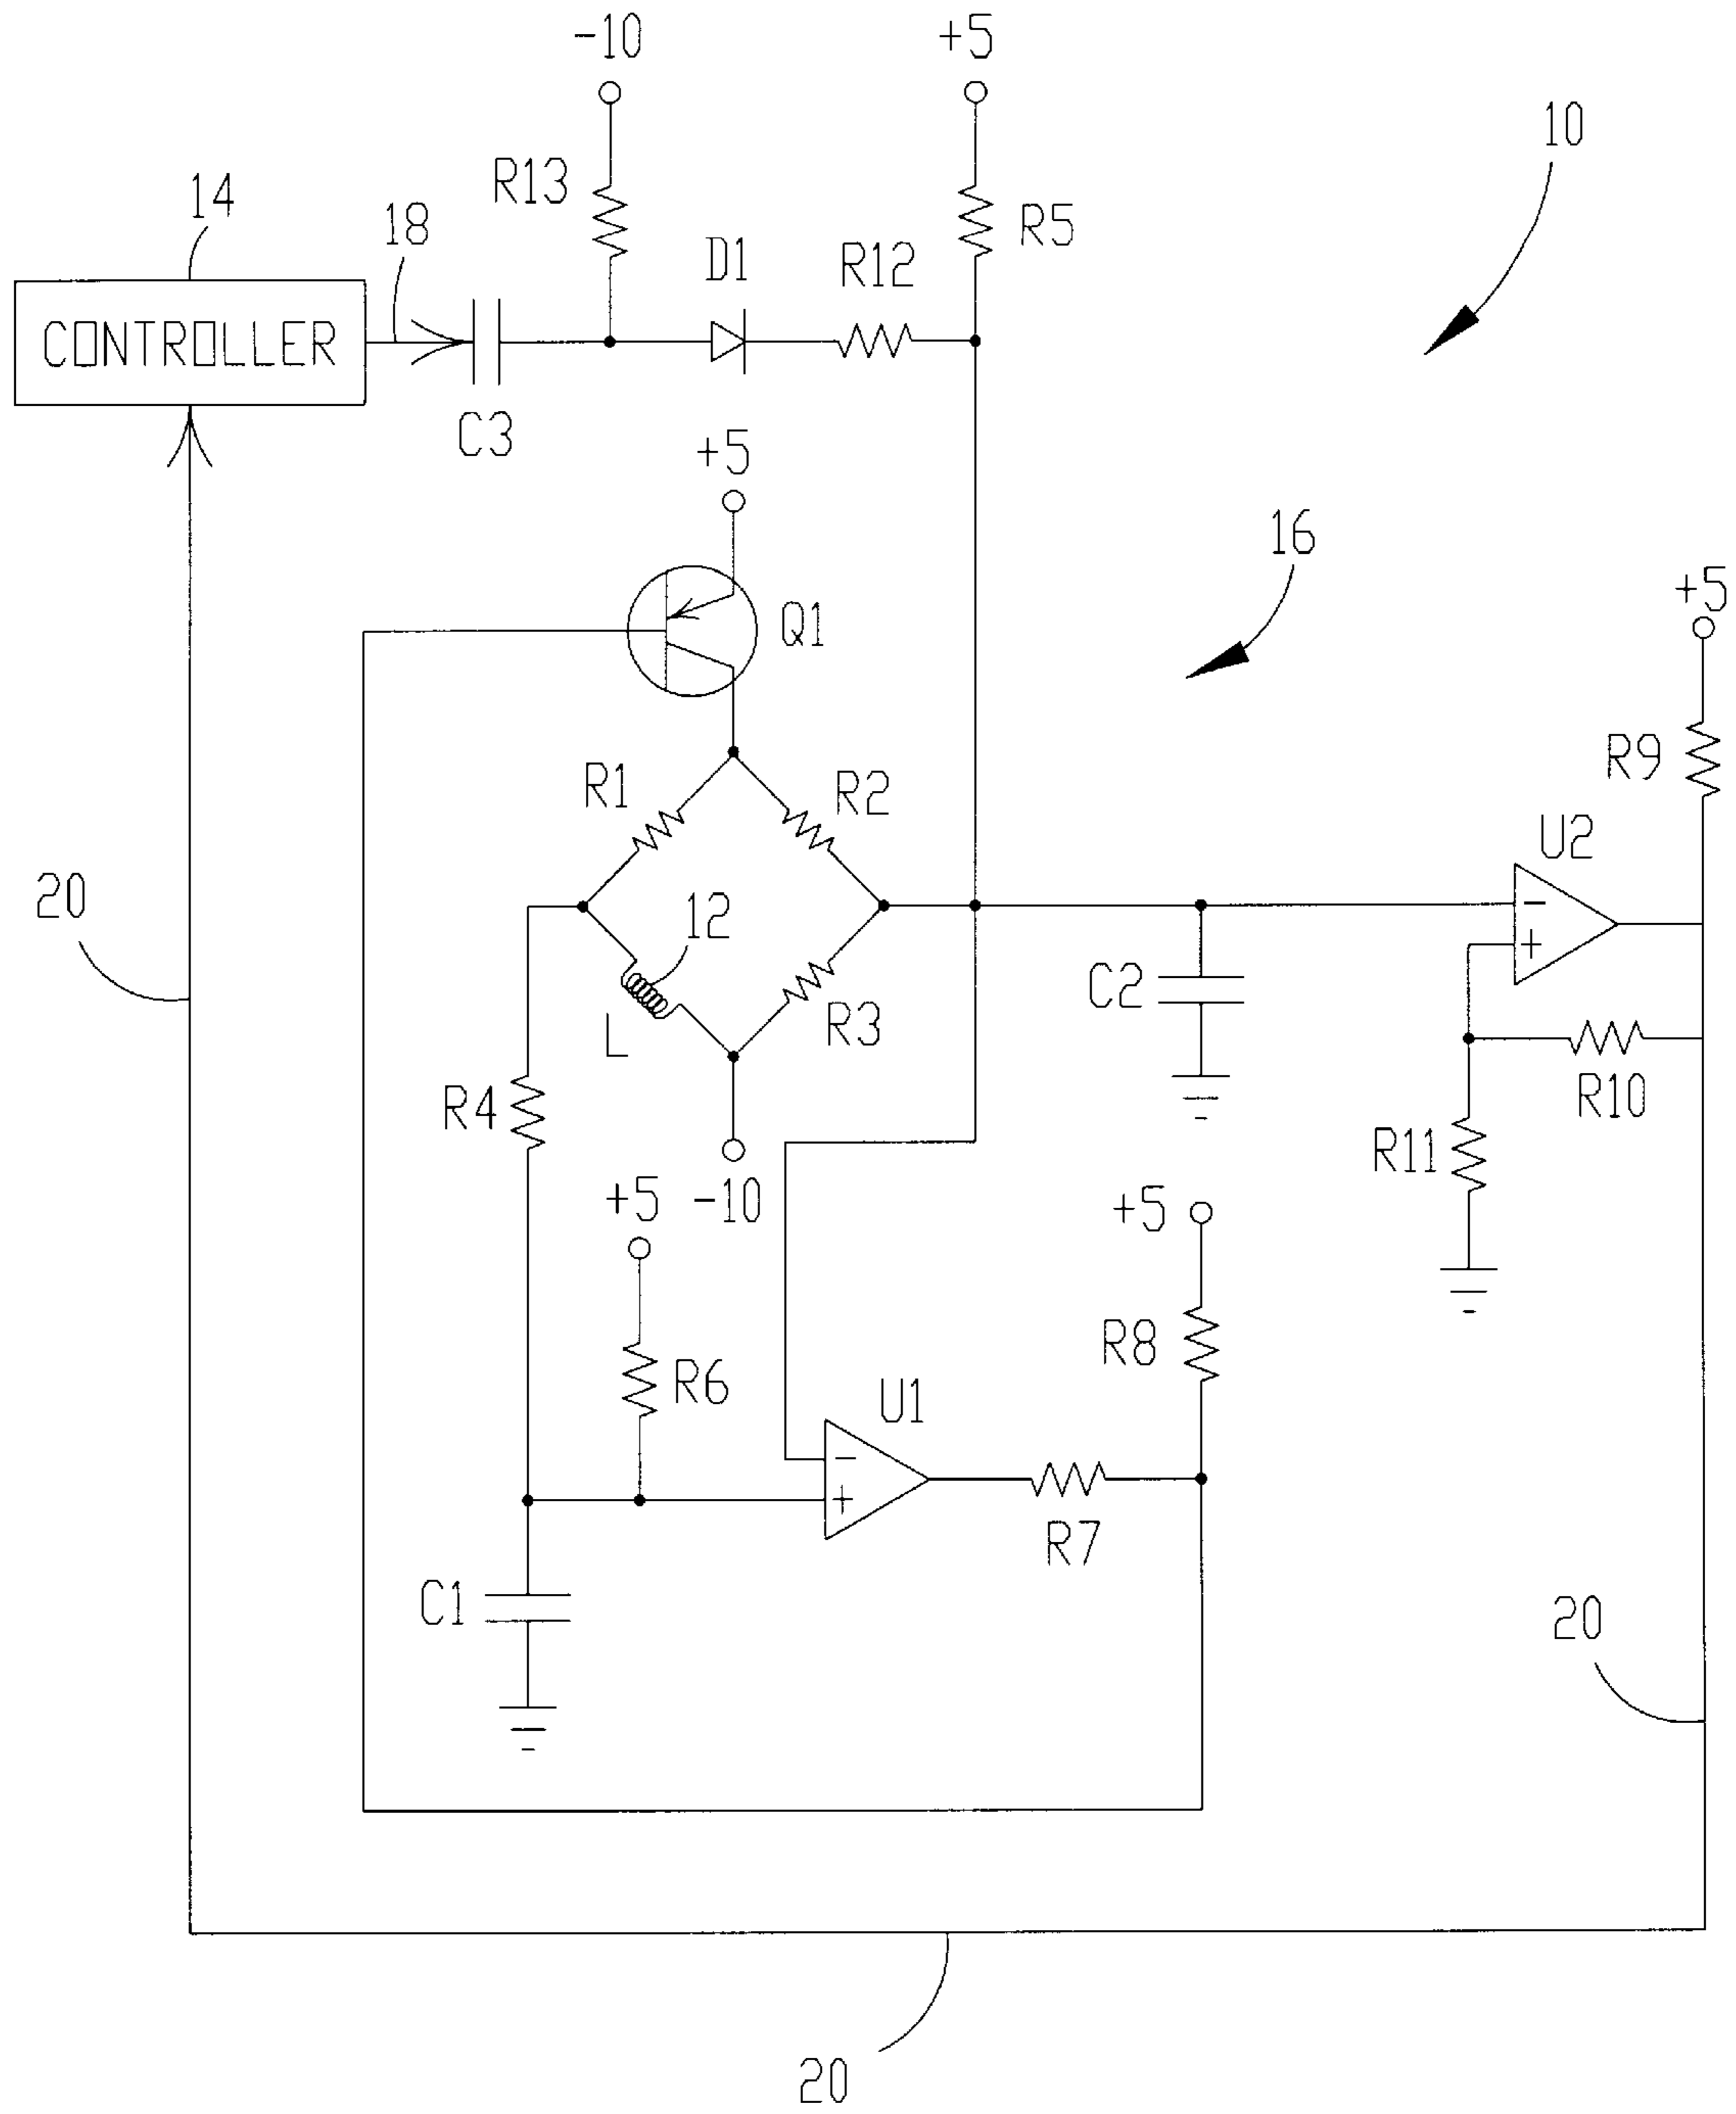 -10
+5
10
R13
14
18
R5
D1
R12
CONTROLLER
C3
+5
16
+5
Q1
R9
R1
R2
U2
20
12
-
+
C2
R3
L
R4
R10
R11
+5
-10
+5
R8
R6
U1
-
+
R7
C1
20
20